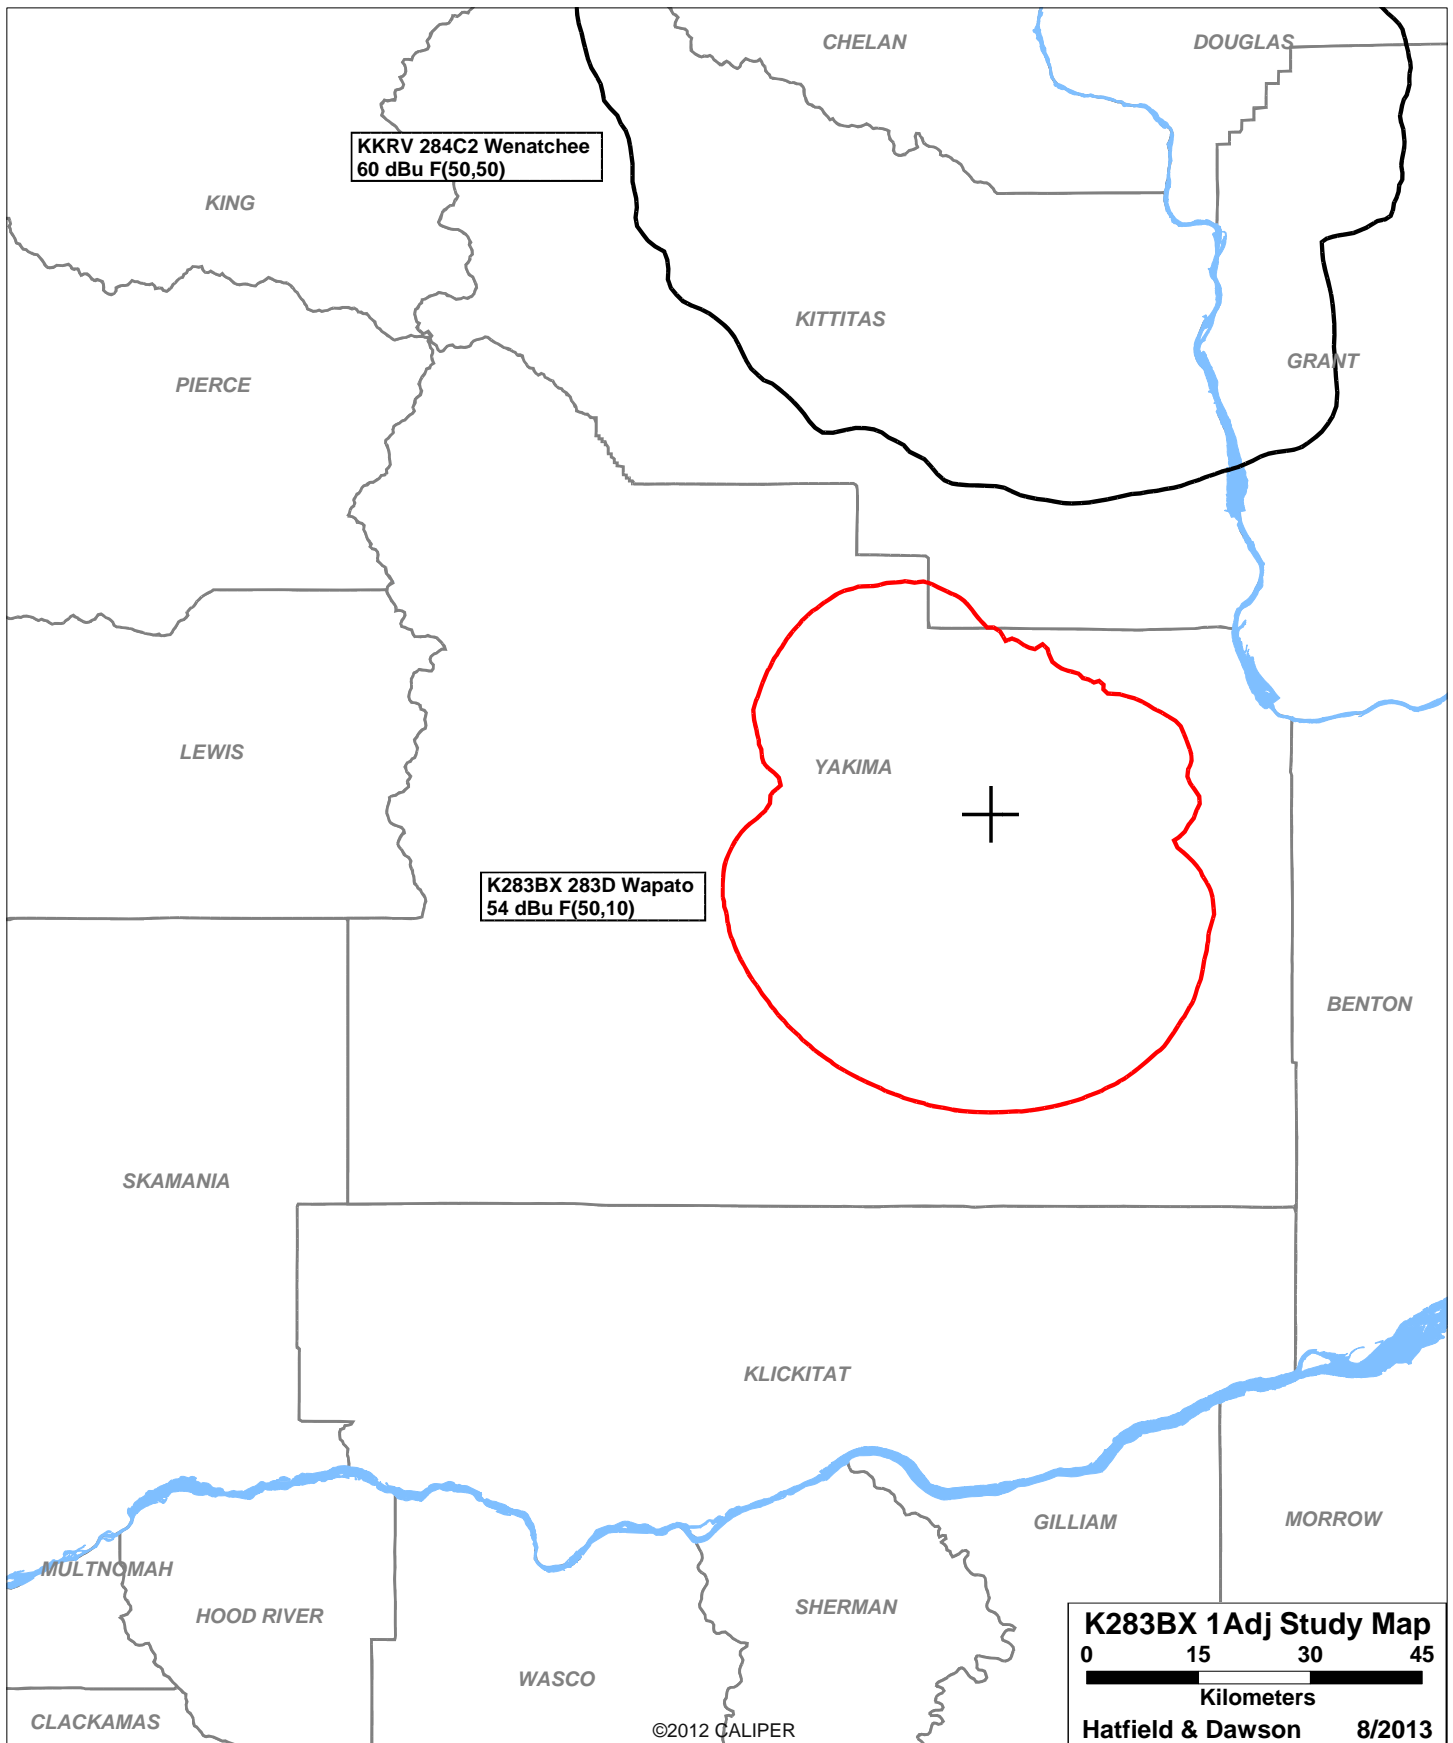 CHELAN
DOUGLAS
KKRV 284C2 Wenatchee
60 dBu F(50,50)
KING
KITTITAS
GRANT
PIERCE
LEWIS
YAKIMA
K283BX 283D Wapato
54 dBu F(50,10)
BENTON
SKAMANIA
KLICKITAT
GILLIAM
MORROW
MULTNOMAH
HOOD RIVER
SHERMAN
WASCO
CLACKAMAS
©2012 CALIPER
K283BX 1Adj Study Map
0 15 30 45
Kilometers
Hatfield & Dawson 8/2013